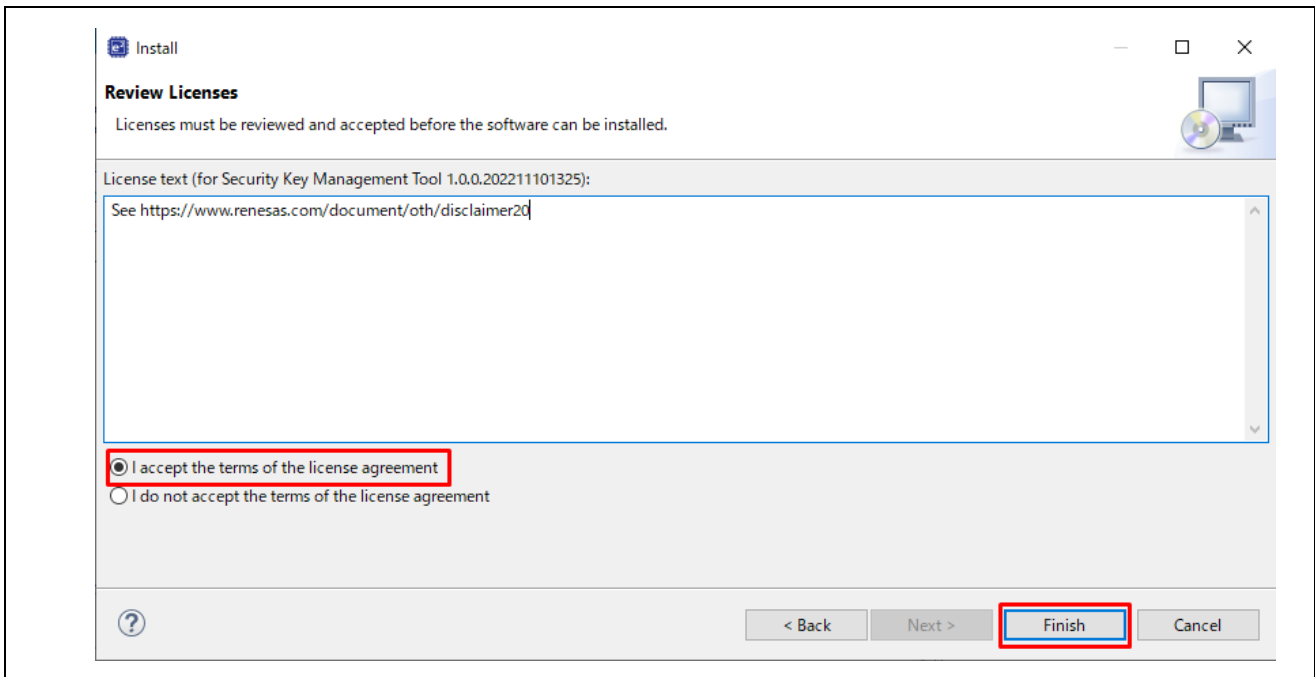 Install
Review Licenses
Licenses must be reviewed and accepted before the software can be installed.
License text (for Security Key Management Tool 1.0.0.202211101325):
See https://www.renesas.com/document/oth/disclaimer20
I accept the terms of the license agreement
I do not accept the terms of the license agreement
? < Back Next > Finish Cancel